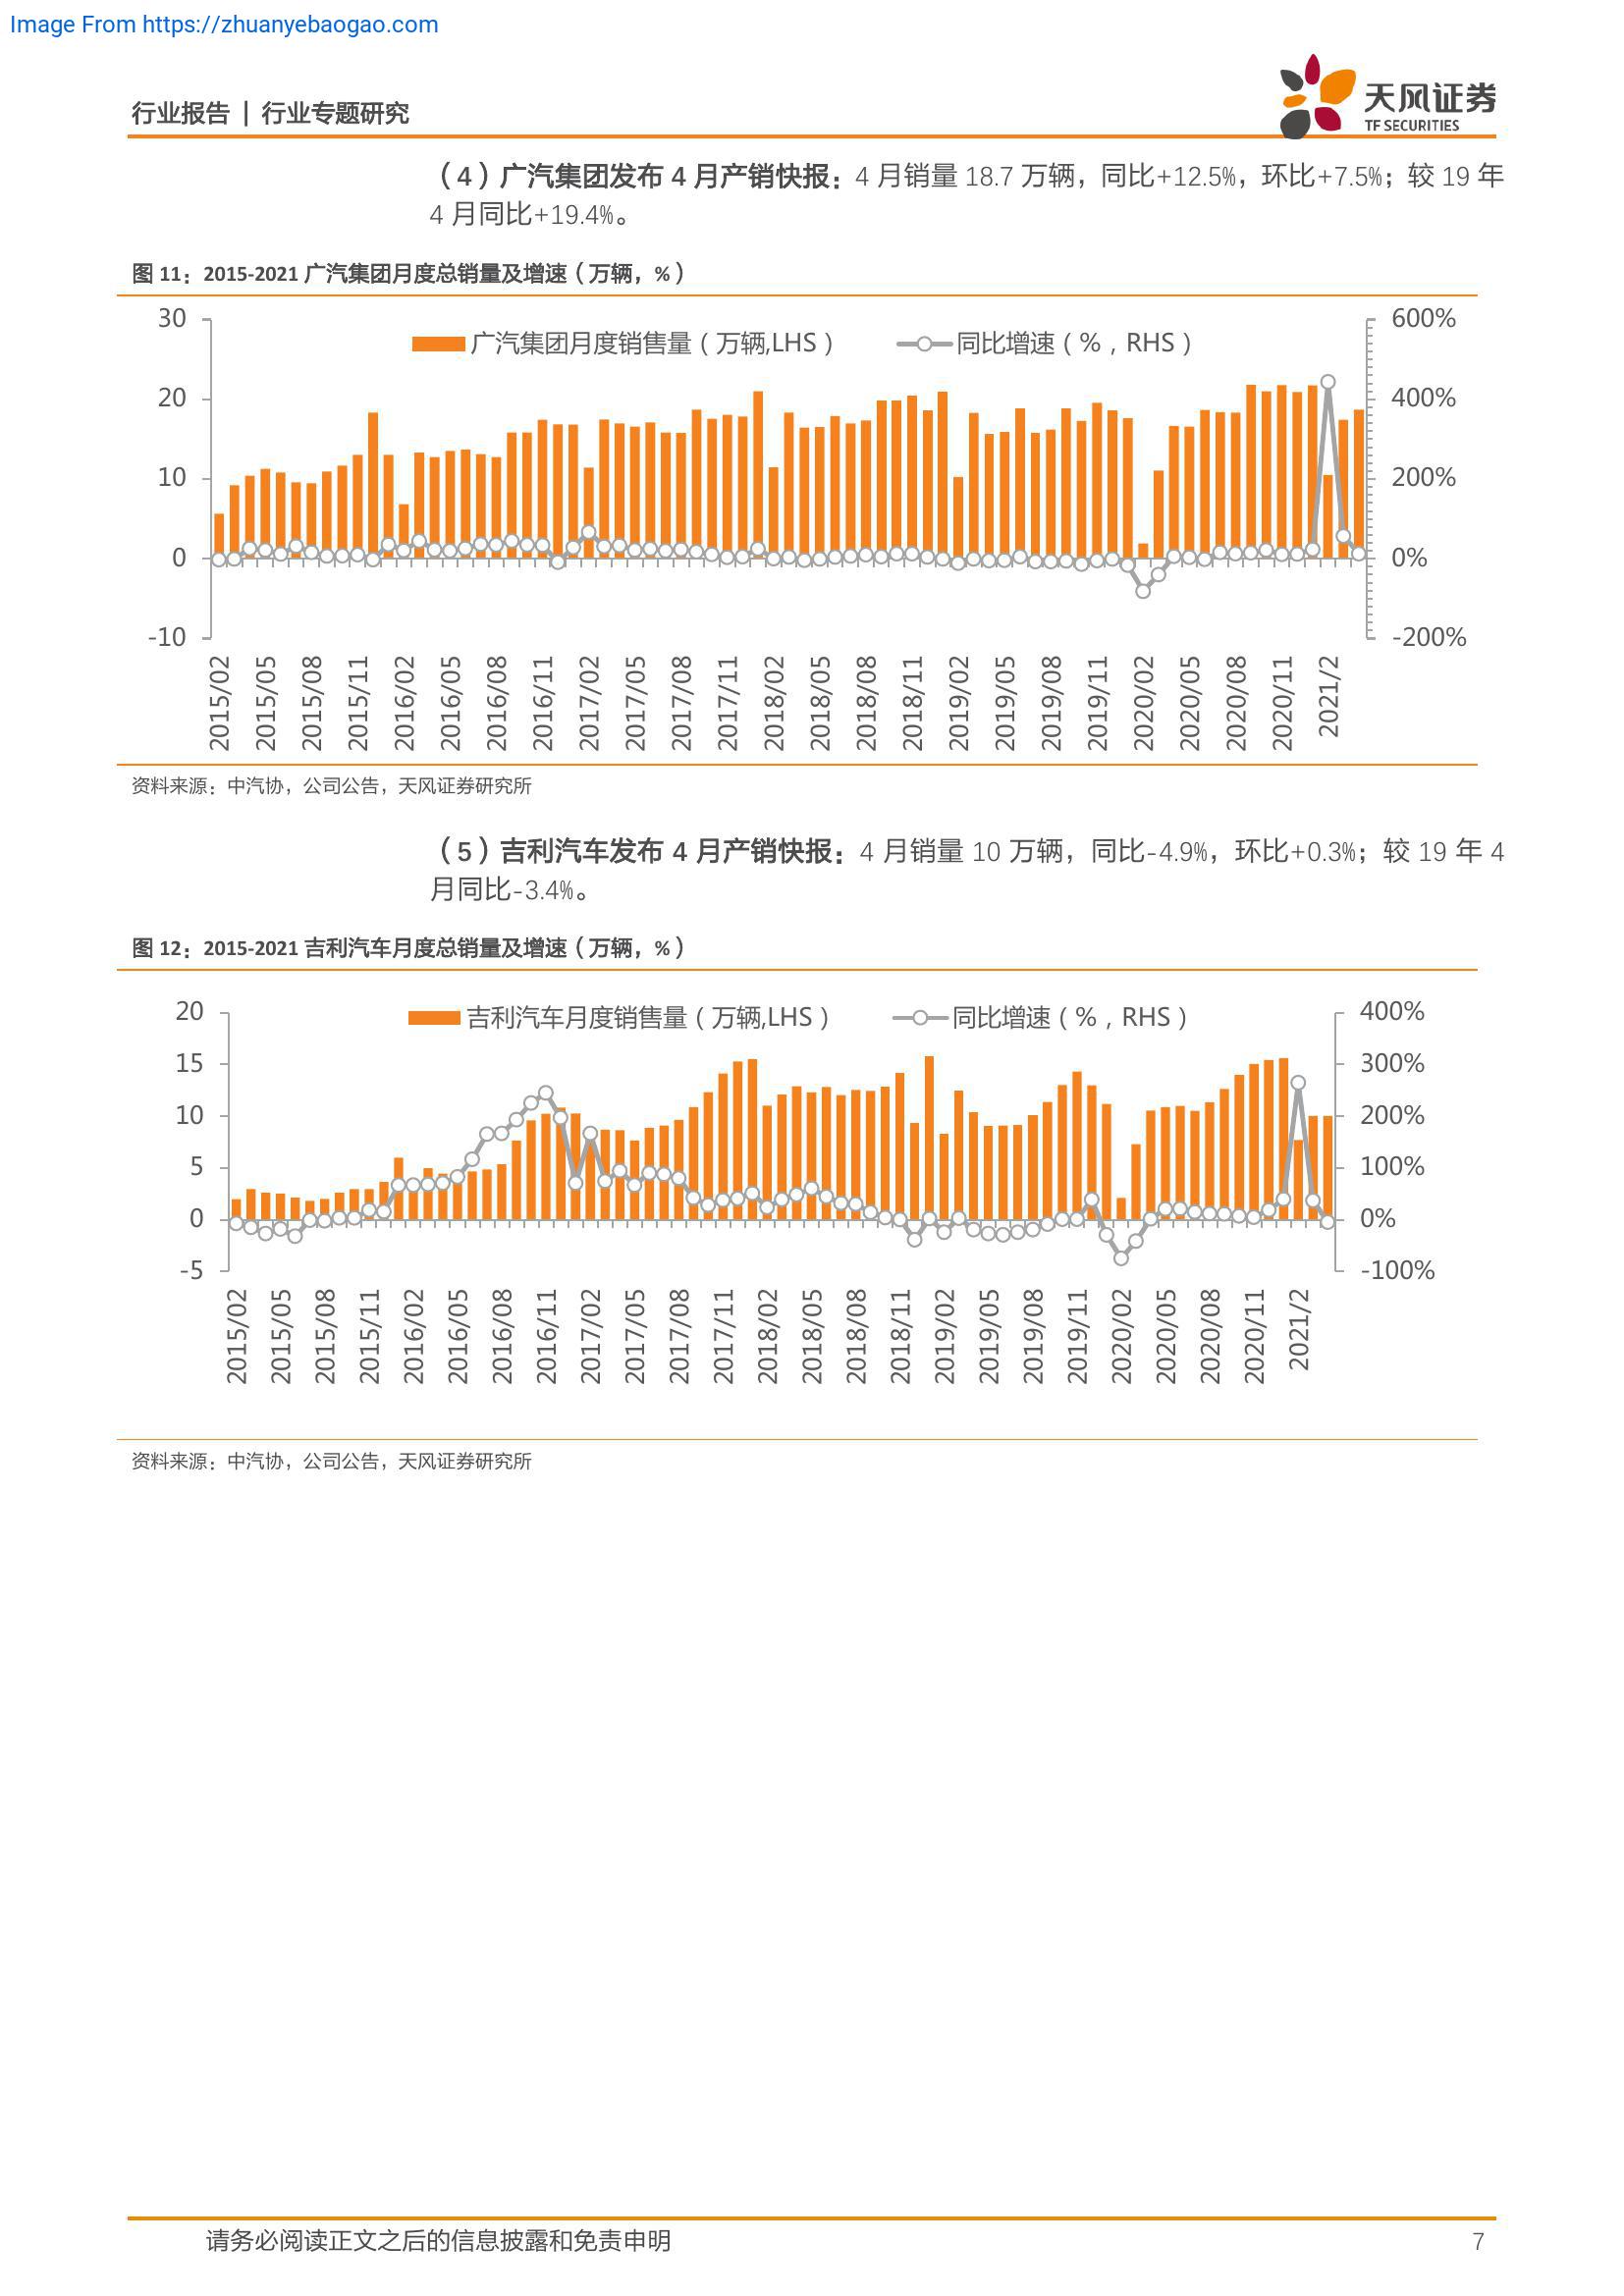 Image From https://zhuanyebaogao.com
行业报告 | 行业专题研究
天风证券
TF SECURITIES
（4）广汽集团发布 4 月产销快报：4 月销量 18.7 万辆，同比+12.5%，环比+7.5%；较 19 年
4 月同比+19.4%。
图 11：2015-2021 广汽集团月度总销量及增速（万辆，%）
广汽集团月度销售量（万辆,LHS） 同比增速（%，RHS）
30 600%
20 400%
10 200%
0 0%
-10 -200%
2015/02 2015/05 2015/08 2015/11 2016/02 2016/05 2016/08 2016/11 2017/02 2017/05 2017/08 2017/11 2018/02 2018/05 2018/08 2018/11 2019/02 2019/05 2019/08 2019/11 2020/02 2020/05 2020/08 2020/11 2021/2
资料来源：中汽协，公司公告，天风证券研究所
（5）吉利汽车发布 4 月产销快报：4 月销量 10 万辆，同比-4.9%，环比+0.3%；较 19 年 4
月同比-3.4%。
图 12：2015-2021 吉利汽车月度总销量及增速（万辆，%）
吉利汽车月度销售量（万辆,LHS） 同比增速（%，RHS）
20 400%
15 300%
10 200%
5 100%
0 0%
-5 -100%
2015/02 2015/05 2015/08 2015/11 2016/02 2016/05 2016/08 2016/11 2017/02 2017/05 2017/08 2017/11 2018/02 2018/05 2018/08 2018/11 2019/02 2019/05 2019/08 2019/11 2020/02 2020/05 2020/08 2020/11 2021/2
资料来源：中汽协，公司公告，天风证券研究所
请务必阅读正文之后的信息披露和免责申明 7